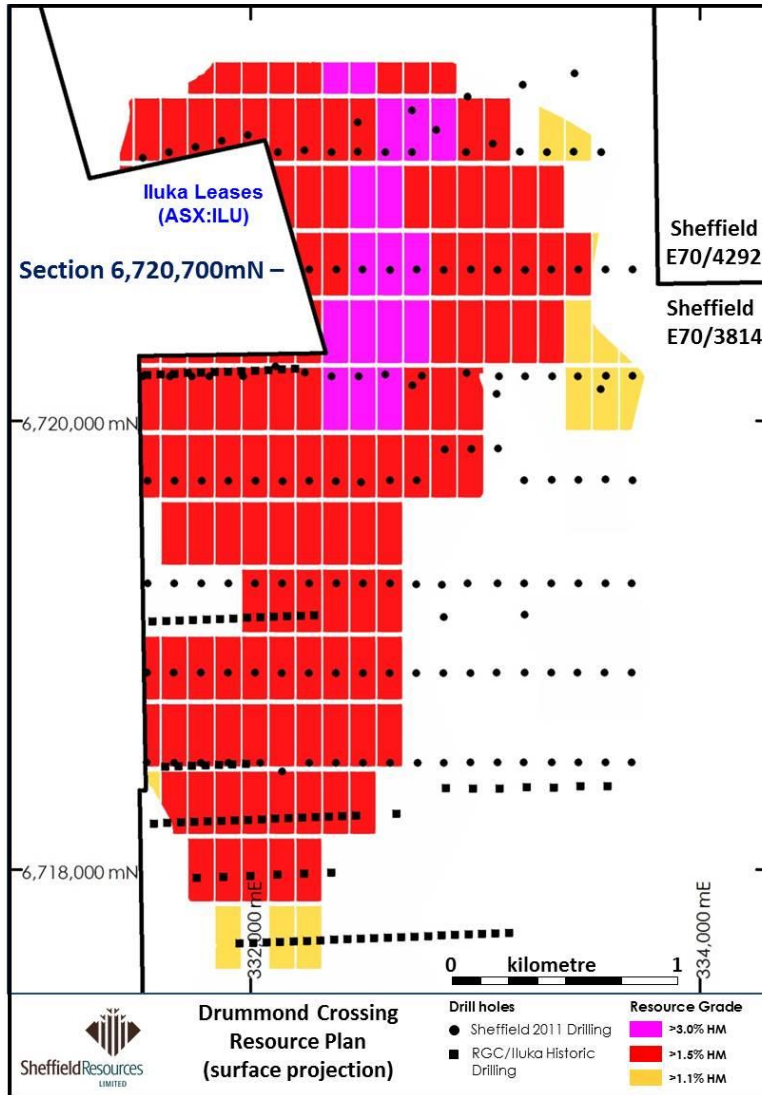 Iluka Leases
(ASX:ILU)
Section 6,720,700mN –
Sheffield
E70/4292
Sheffield
E70/3814
6,720,000 mN
6,718,000 mN
332,000 mE
334,000 mE
0 kilometre 1
SheffieldResources
LIMITED
Drummond Crossing
Resource Plan
(surface projection)
Drill holes
Sheffield 2011 Drilling
RGC/Iluka Historic
Drilling
Resource Grade
>3.0% HM
>1.5% HM
>1.1% HM